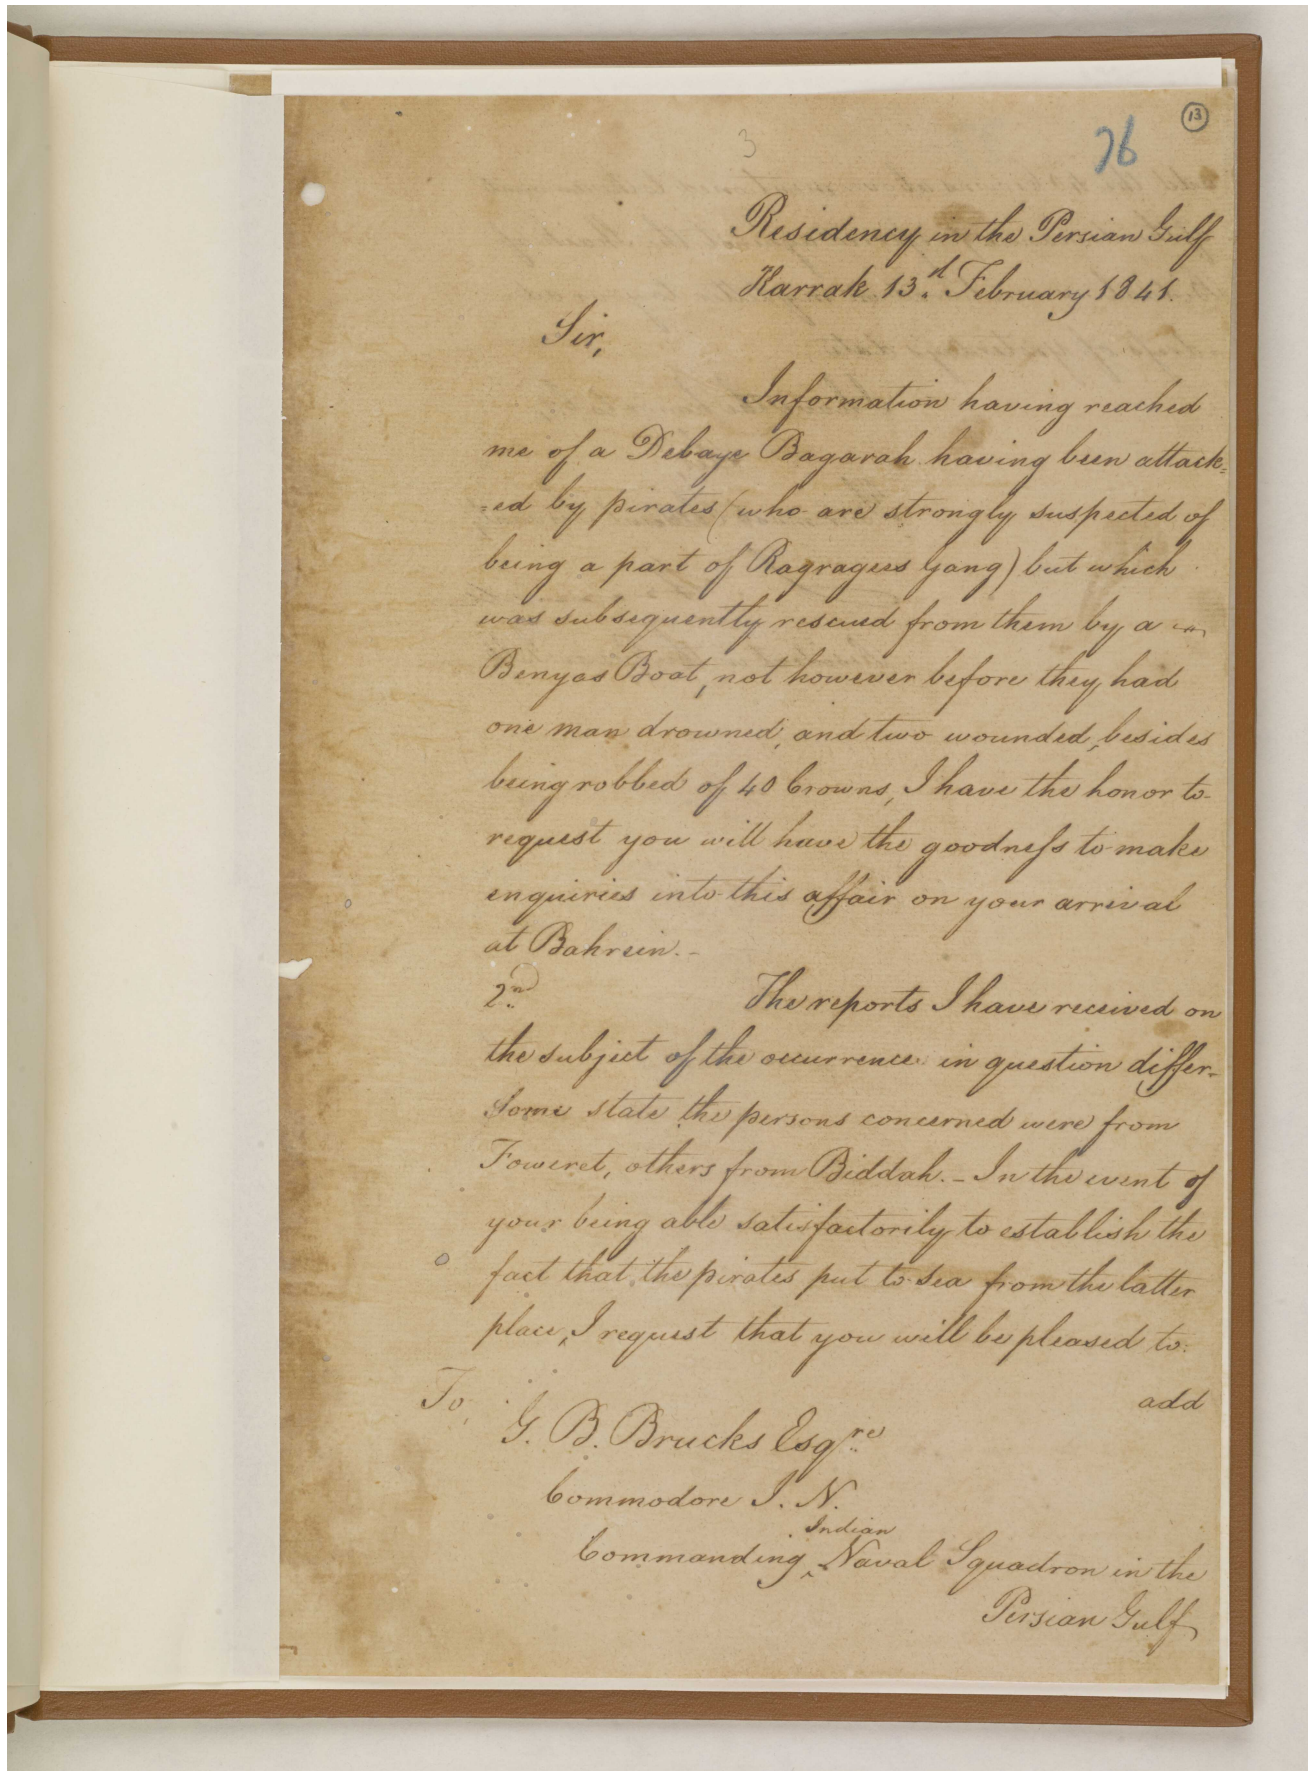 13
76
3
Residency in the Persian Gulf
Karrak 13.d February 1841.
Sir,
Information having reached
me of a Debaye Bagarah having been attack=
=ed by pirates (who are strongly suspected of
being a part of Ragragees Gang) but which
was subsequently rescued from them by a
Benyas Boat, not however before they had
one man drowned, and two wounded, besides
being robbed of 40 Crowns, I have the honor to
request you will have the goodness to make
enquiries into this affair on your arrival
at Bahrein.-
2nd The reports I have received on
the subject of the occurrence in question differ-
Some state the persons concerned were from
Foweret, others from Biddah.- In the event of
your being able satisfactorily to establish the
fact that the pirates put to sea from the latter
place, I request that you will be pleased to
add
To,
G. B. Brucks Esqre
Commodore I. N.
Indian
Commanding ^ Naval Squadron in the
Persian Gulf